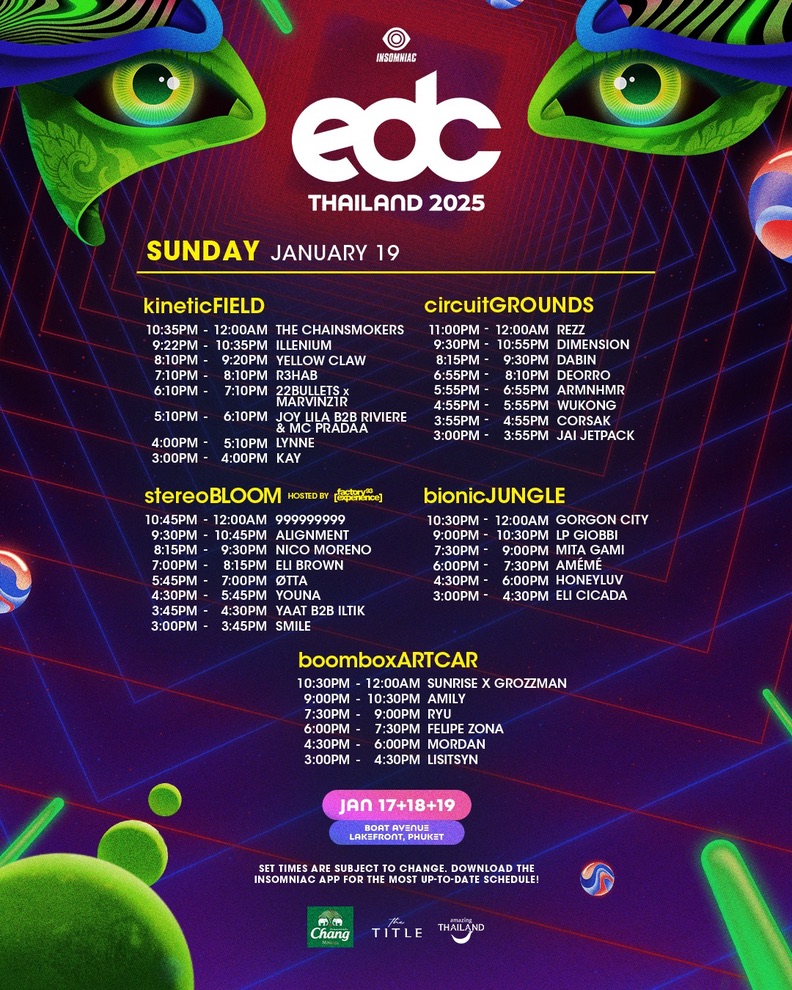 INSOMNIAC
edc
THAILAND 2025
SUNDAY JANUARY 19
kineticFIELD
10:35PM - 12:00AM THE CHAINSMOKERS
9:22PM - 10:35PM ILLENIUM
8:10PM - 9:20PM YELLOW CLAW
7:10PM - 8:10PM R3HAB
6:10PM - 7:10PM 22BULLETS x
MARVINZ1R
5:10PM - 6:10PM JOY LILA B2B RIVIERE
& MC PRADAA
4:00PM - 5:10PM LYNNE
3:00PM - 4:00PM KAY
circuitGROUNDS
11:00PM - 12:00AM REZZ
9:30PM - 10:55PM DIMENSION
8:15PM - 9:30PM DABIN
6:55PM - 8:10PM DEORRO
5:55PM - 6:55PM ARMNHMR
4:55PM - 5:55PM WUKONG
3:55PM - 4:55PM CORSAK
3:00PM - 3:55PM JAI JETPACK
stereoBLOOM HOSTED BY factory93 [experience]
10:45PM - 12:00AM 999999999
9:30PM - 10:45PM ALIGNMENT
8:15PM - 9:30PM NICO MORENO
7:00PM - 8:15PM ELI BROWN
5:45PM - 7:00PM ØTTA
4:30PM - 5:45PM YOUNA
3:45PM - 4:30PM YAAT B2B ILTIK
3:00PM - 3:45PM SMILE
bionicJUNGLE
10:30PM - 12:00AM GORGON CITY
9:00PM - 10:30PM LP GIOBBI
7:30PM - 9:00PM MITA GAMI
6:00PM - 7:30PM AMÉMÉ
4:30PM - 6:00PM HONEYLUV
3:00PM - 4:30PM ELI CICADA
boomboxARTCAR
10:30PM - 12:00AM SUNRISE X GROZZMAN
9:00PM - 10:30PM AMILY
7:30PM - 9:00PM RYU
6:00PM - 7:30PM FELIPE ZONA
4:30PM - 6:00PM MORDAN
3:00PM - 4:30PM LISITSYN
JAN 17+18+19
BOAT AVENUE
LAKEFRONT, PHUKET
SET TIMES ARE SUBJECT TO CHANGE. DOWNLOAD THE
INSOMNIAC APP FOR THE MOST UP-TO-DATE SCHEDULE!
Chang
The
TITLE
amazing
THAILAND